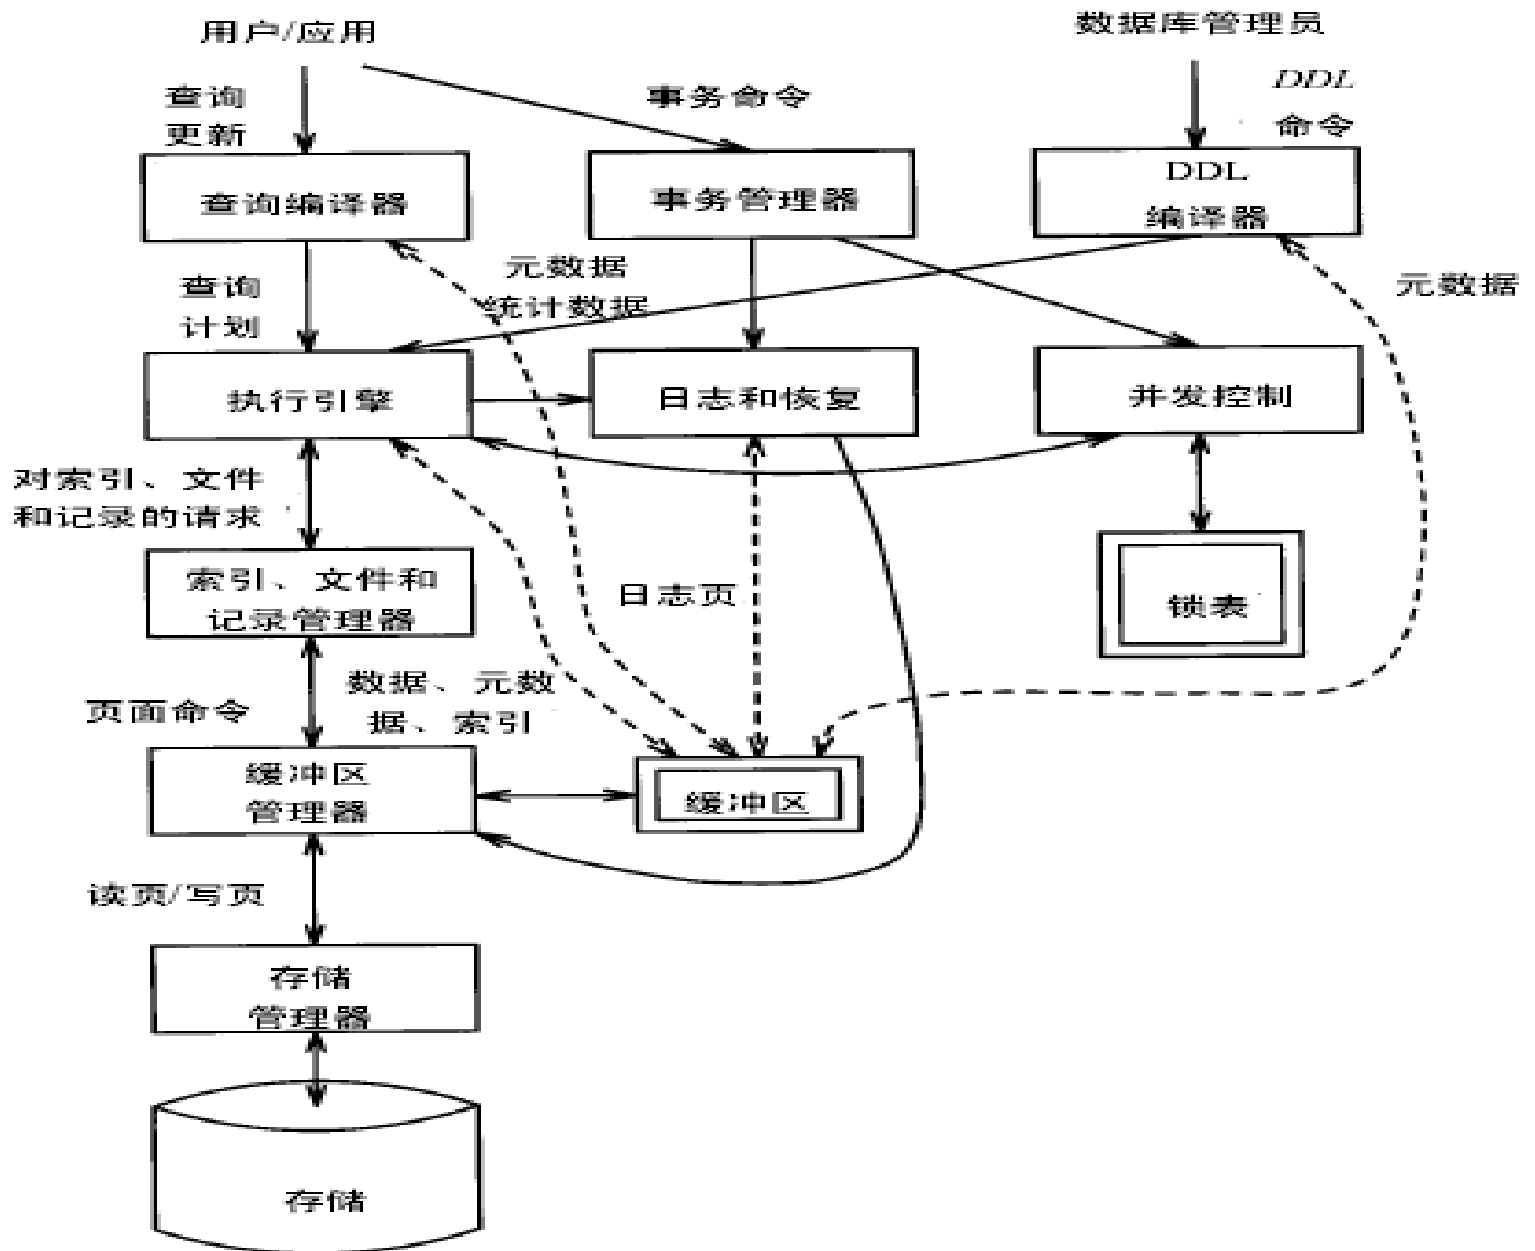 用户/应用
数据库管理员
查询
更新
事务命令
DDL
命令
查询编译器
事务管理器
DDL
编译器
查询
计划
元数据
统计数据
元数据
执行引擎
日志和恢复
并发控制
对索引、文件
和记录的请求
索引、文件和
记录管理器
日志页
锁表
页面命令
数据、元数
据、索引
缓冲区
管理器
缓冲区
读页/写页
存储
管理器
存储